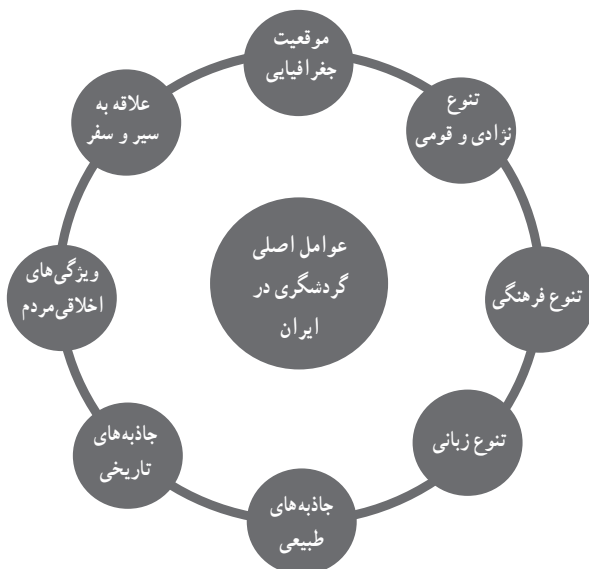 موقعیت
جغرافیایی
تنوع
نژادی و قومی
تنوع فرهنگی
تنوع زبانی
جاذبه‌های
طبیعی
جاذبه‌های
تاریخی
ویژگی‌های
اخلاقی‌مردم
علاقه به
سیر و سفر
عوامل اصلی
گردشگری در
ایران